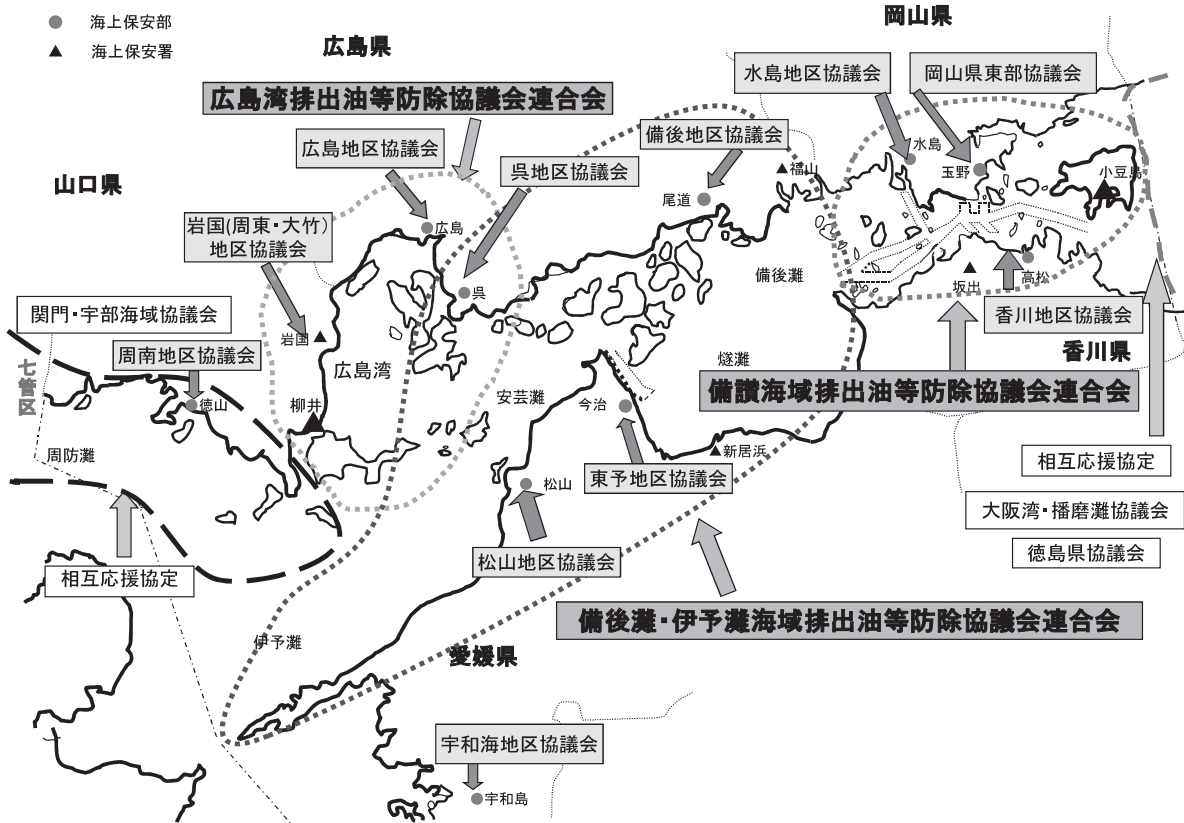 ● 海上保安部
▲ 海上保安署
岡山県
広島県
広島湾排出油等防除協議会連合会
水島地区協議会
岡山県東部協議会
広島地区協議会
備後地区協議会
呉地区協議会
山口県
岩国(周東・大竹)
地区協議会
水島
玉野
福山
尾道
小豆島
広島
備後灘
呉
坂出
高松
関門・宇部海域協議会
岩国
香川地区協議会
周南地区協議会
広島湾
燧灘
香川県
七管区
徳山
柳井
安芸灘
今治
備讃海域排出油等防除協議会連合会
周防灘
新居浜
相互応援協定
松山
東予地区協議会
大阪湾・播磨灘協議会
徳島県協議会
松山地区協議会
相互応援協定
備後灘・伊予灘海域排出油等防除協議会連合会
伊予灘
愛媛県
宇和海地区協議会
宇和島